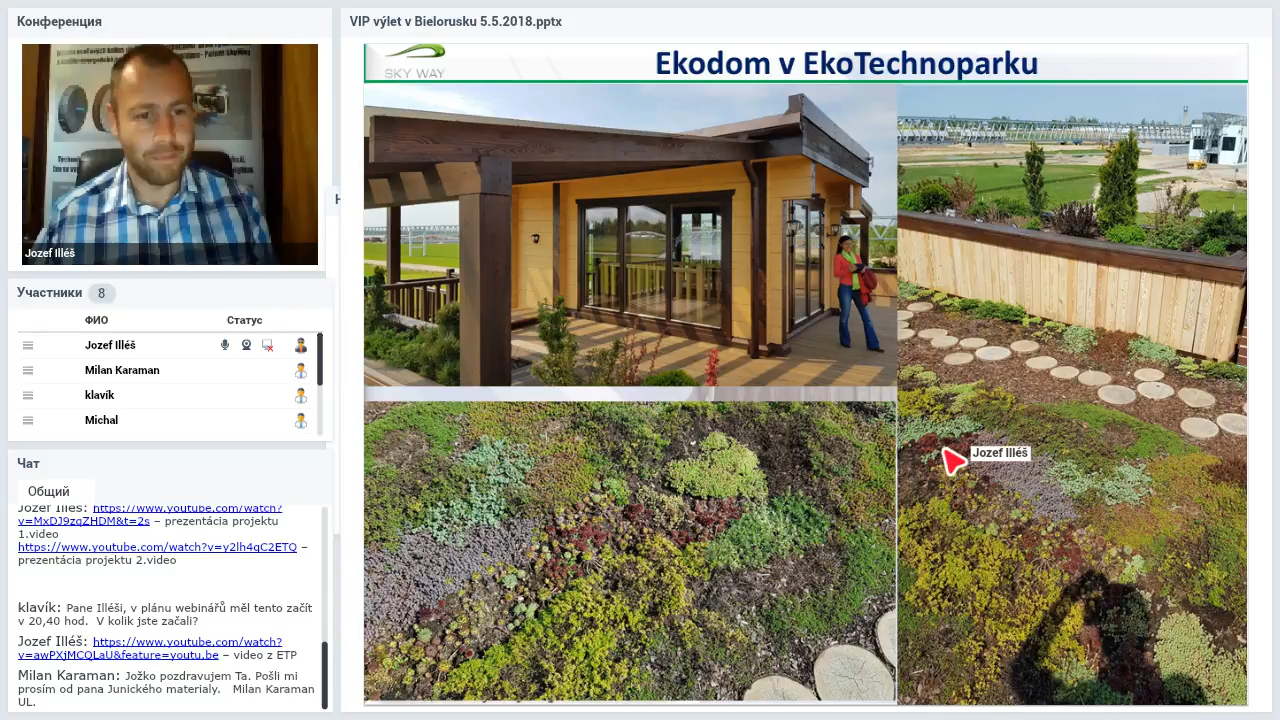 Конференция
Jozef Illéš
Участники 8
ФИО Статус
Jozef Illéš
Milan Karaman
klavík
Michal
Чат
Общий
Jozef Illéš: https://www.youtube.com/watch?
v=MxDJ9zqZHDM&t=2s – prezentácia projektu
1.video
https://www.youtube.com/watch?v=y2lh4qC2ETQ –
prezentácia projektu 2.video
klavík: Pane Illéši, v plánu webinářů měl tento začít
v 20,40 hod. V kolik jste začali?
Jozef Illéš: https://www.youtube.com/watch?
v=awPXjMCQLaU&feature=youtu.be – video z ETP
Milan Karaman: Jožko pozdravujem Ta. Pošli mi
prosím od pana Junického materialy. Milan Karaman
UL.
VIP výlet v Bielorusku 5.5.2018.pptx
SKY WAY
Ekodom v EkoTechnoparku
Jozef Illéš